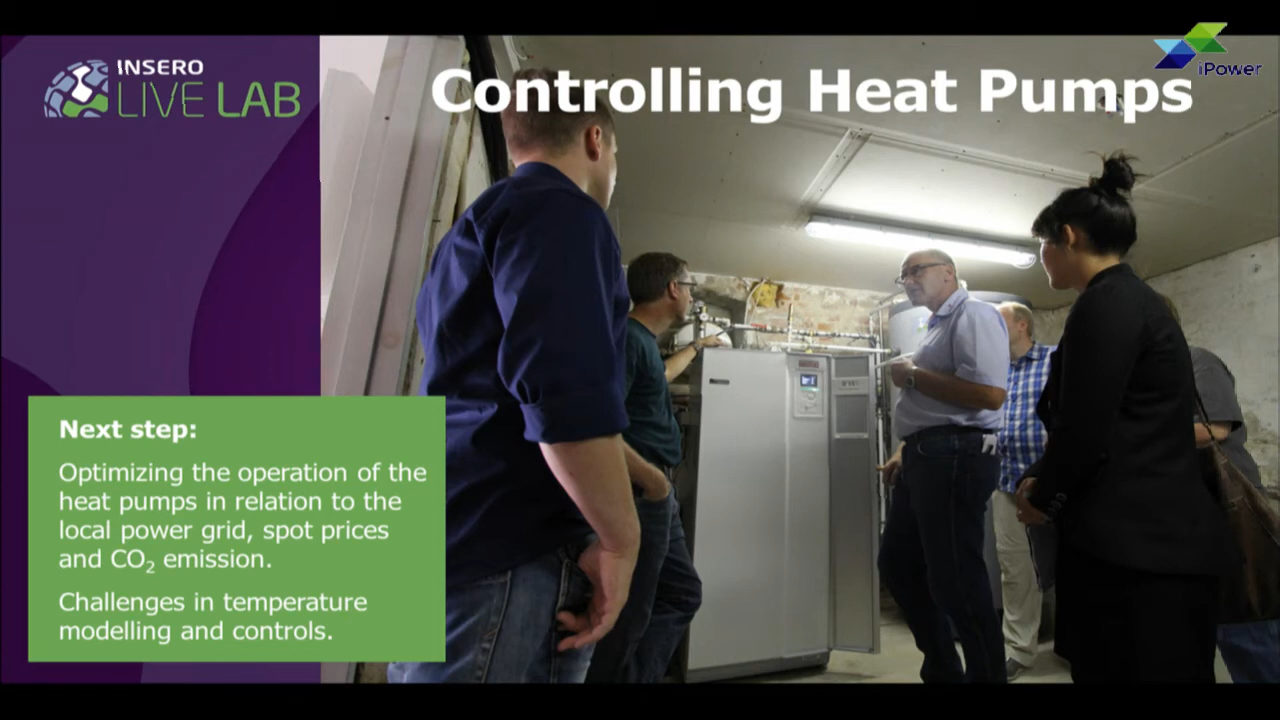 INSERO
LIVE LAB
Controlling Heat Pumps
iPower
Next step:
Optimizing the operation of the
heat pumps in relation to the
local power grid, spot prices
and CO₂ emission.
Challenges in temperature
modelling and controls.